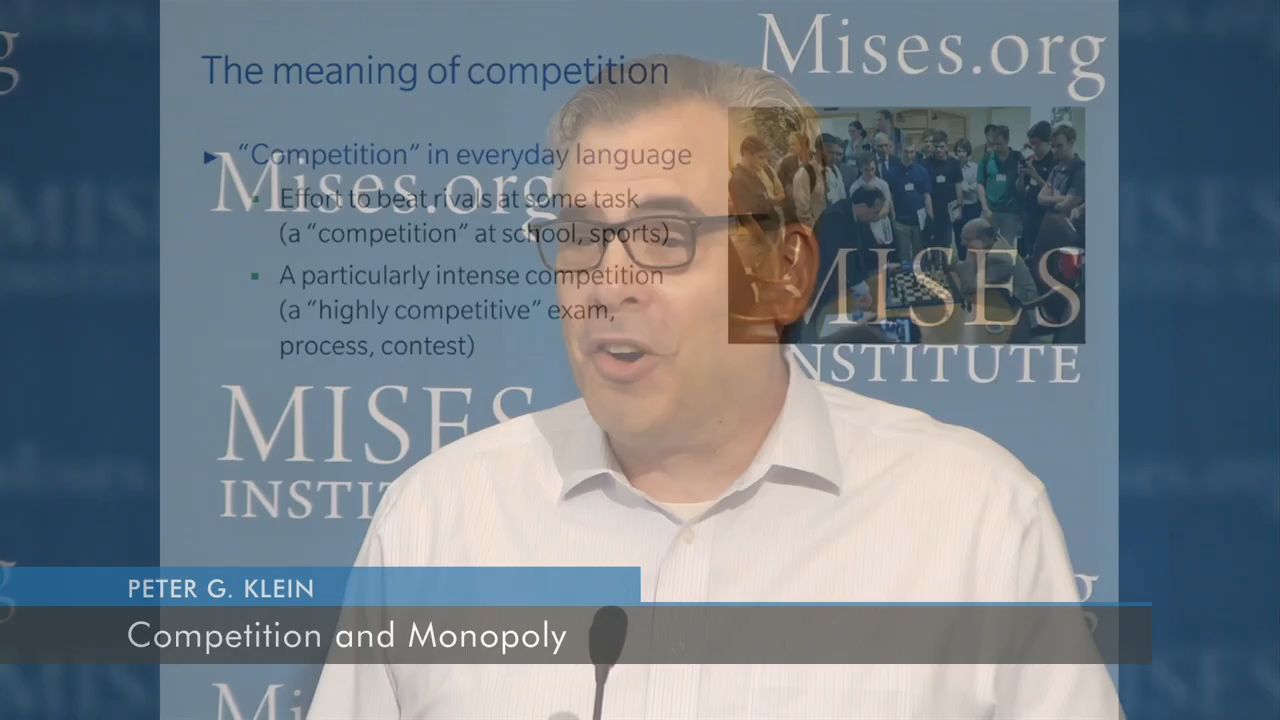 The meaning of competition
Mises.org
"Competition" in everyday language
Mises.org
Effort to beat rivals at some task
(a "competition" at school, sports)
A particularly intense competition
(a "highly competitive" exam,
process, contest)
MISES
INSTITUTE
MISES
INSTIT
PETER G. KLEIN
Competition and Monopoly
Mi